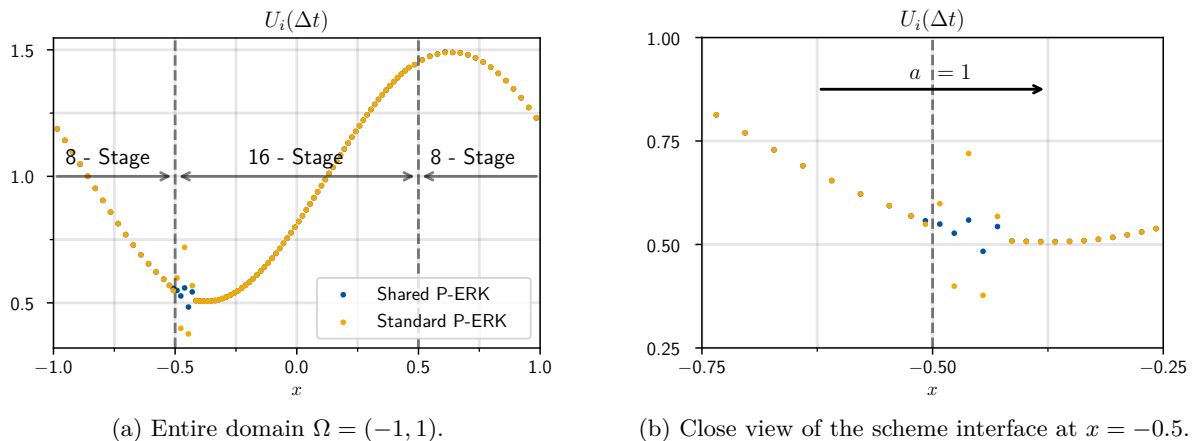 U_i(Δt)
1.5
8 - Stage 16 - Stage 8 - Stage
1.0
Shared P-ERK
0.5
Standard P-ERK
−1.0 −0.5 0.0 0.5 1.0
x
(a) Entire domain Ω = (−1, 1).
U_i(Δt)
1.00
a = 1
0.75
0.50
0.25
−0.75 −0.50 −0.25
x
(b) Close view of the scheme interface at x = −0.5.